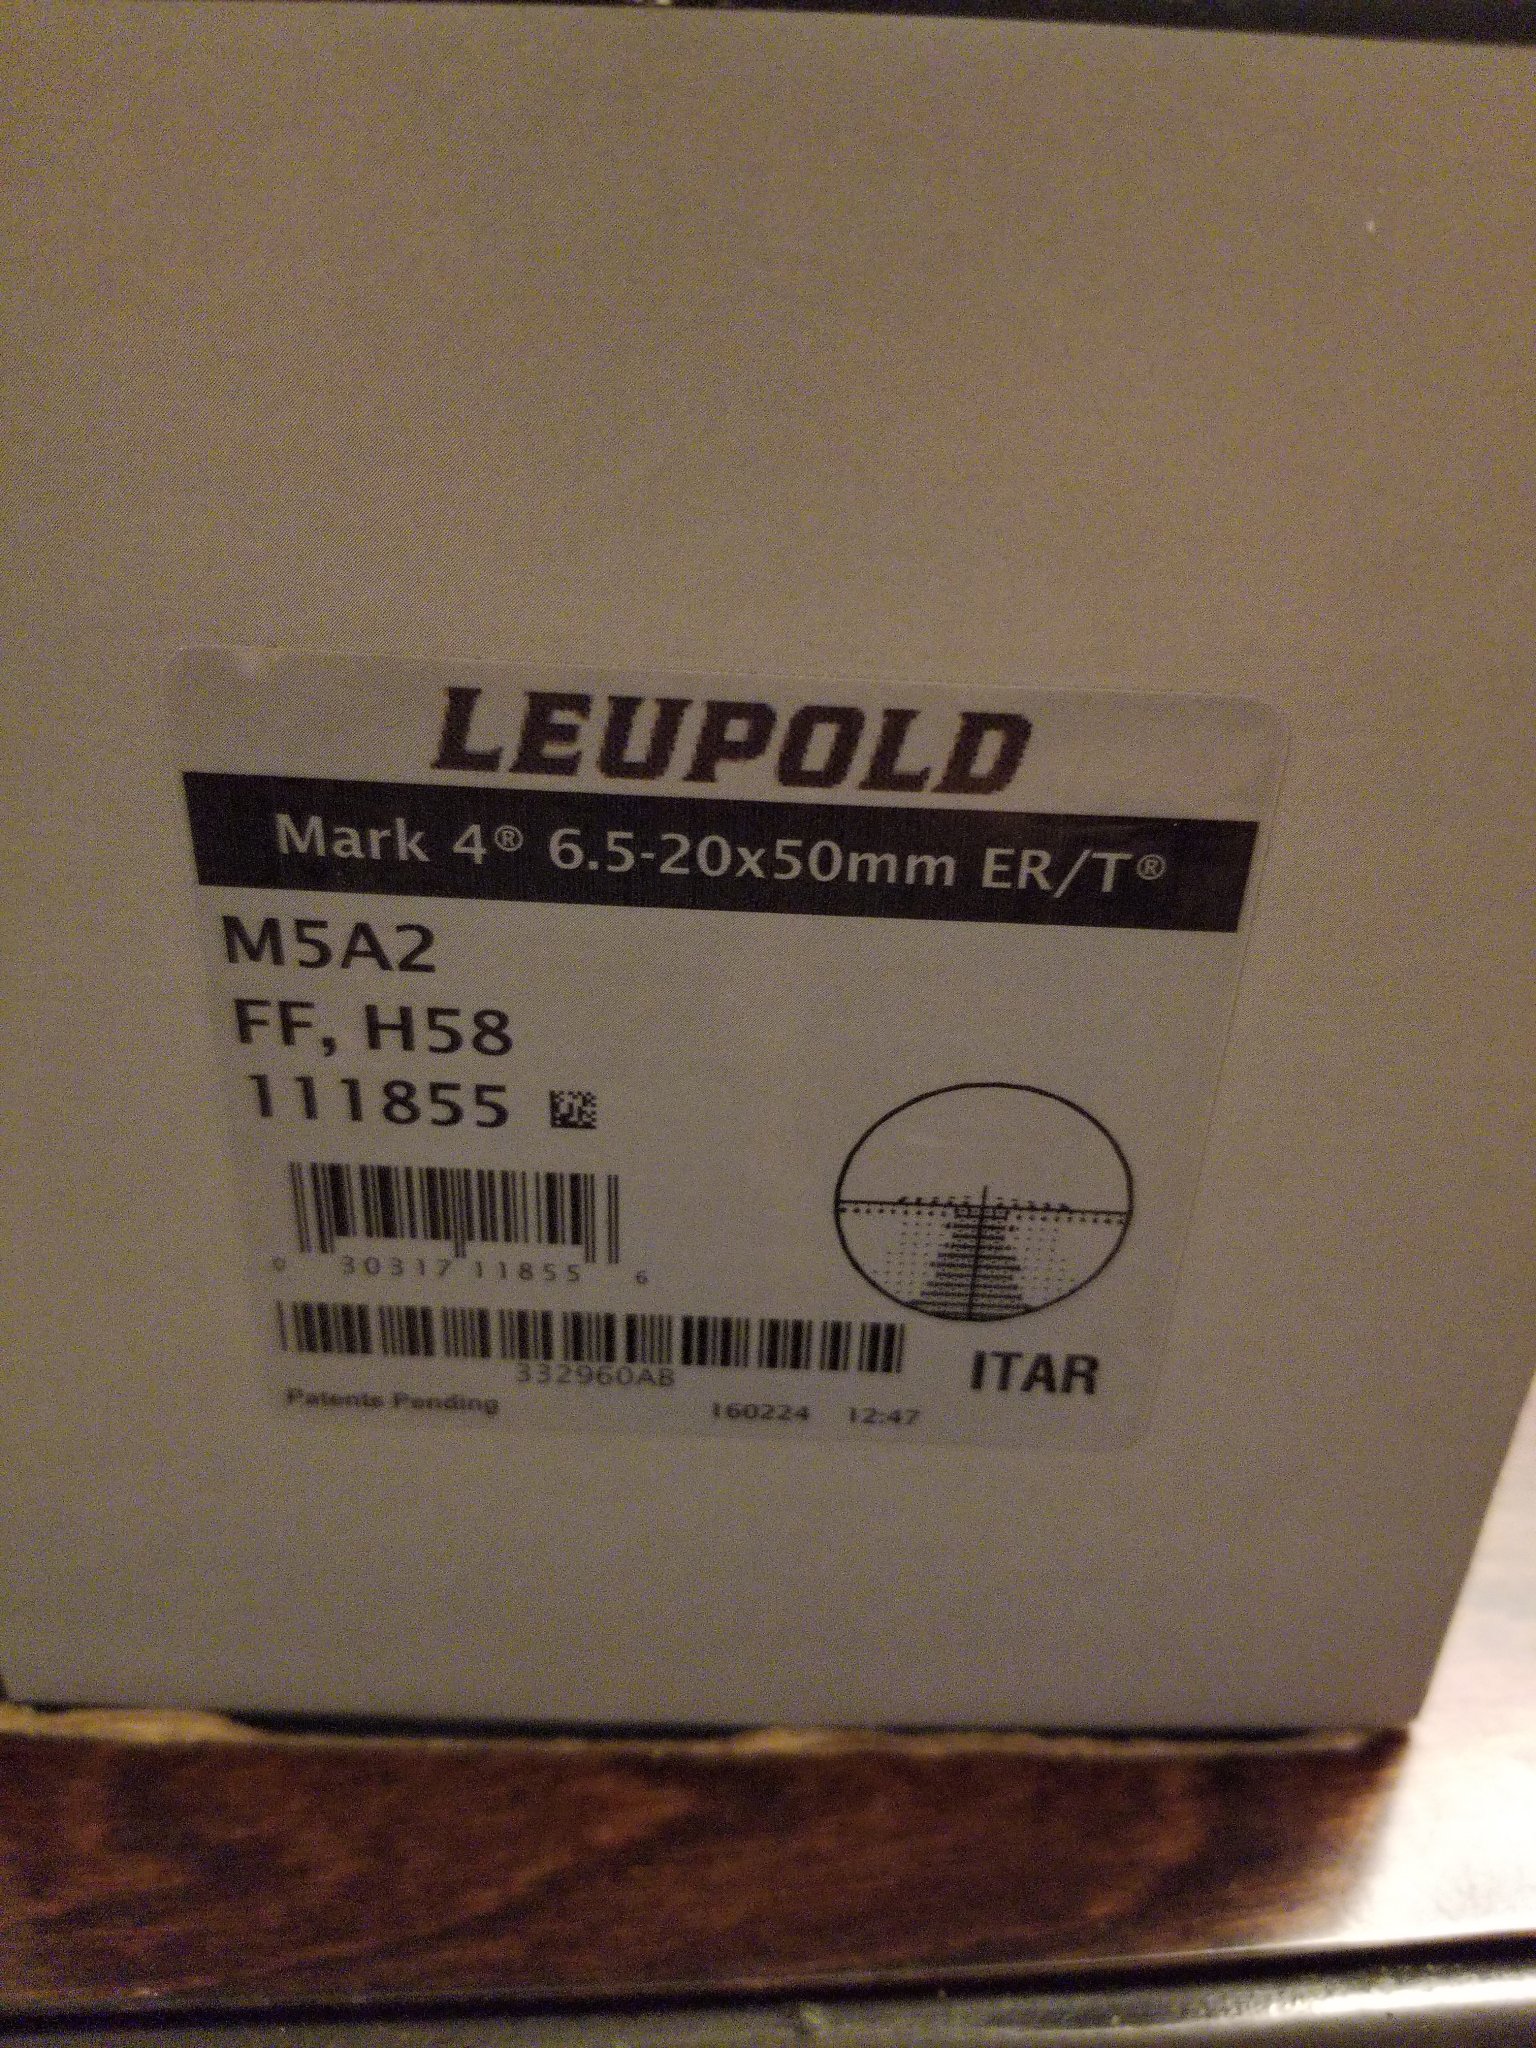 LEUPOLD
Mark 4® 6.5-20x50mm ER/T®
M5A2
FF, H58
111855
0 30317 11855 6
332960AB
ITAR
Patents Pending
160224 12:47